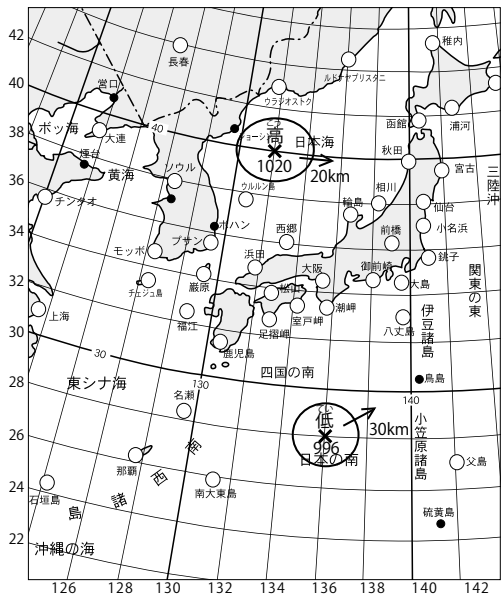 42
40
38
36
34
32
30
28
26
24
22
126
128
130
132
134
136
138
140
142
稚内
長春
ルドナヤプリスタニ
営口
ウラジオストク
函館
浦河
40
ボッ海
大連
高
1020
日本海
20km
秋田
宮古
三陸沖
煙台
黄海
ソウル
ウルルン島
チンタオ
相川
輪島
仙台
ポハン
西郷
前橋
小名浜
プサン
モッポ
浜田
大阪
御前崎
銚子
チェジュ島
厳原
松山
大島
関東の東
上海
福江
室戸岬
潮岬
八丈島
伊豆諸島
足摺岬
30
鹿児島
四国の南
東シナ海
130
鳥島
140
名瀬
低
996
30km
日本の南
小笠原諸島
父島
那覇
南大東島
石垣島
南
西
諸
島
硫黄島
沖縄の海